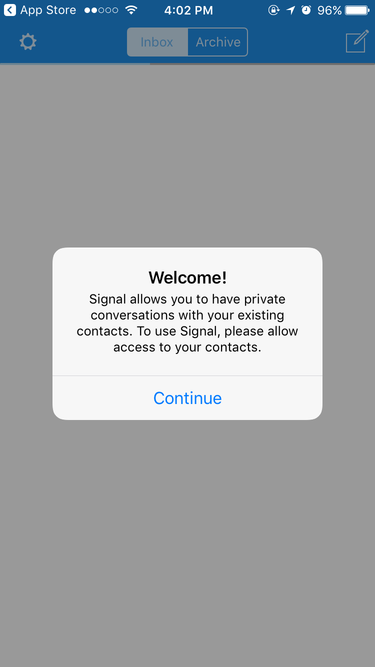 App Store 4:02 PM 96%
Inbox Archive
Welcome!
Signal allows you to have private
conversations with your existing
contacts. To use Signal, please allow
access to your contacts.
Continue